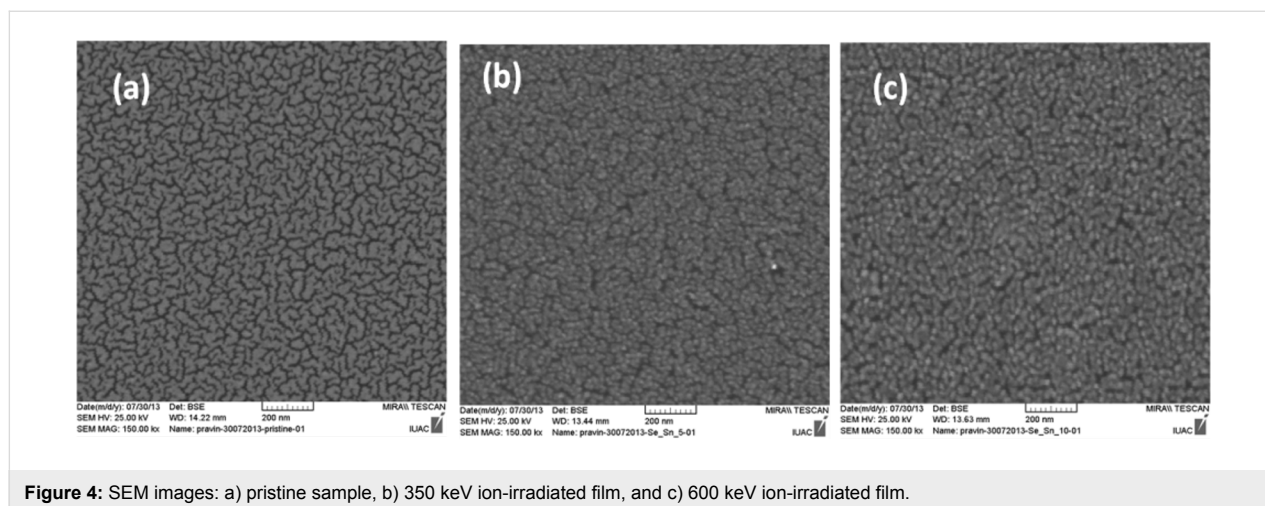 (a)
(b)
(c)
Date(m/d/y): 07/30/13 Det: BSE MIRA\\ TESCAN
SEM HV: 25.00 kV WD: 14.22 mm 200 nm
SEM MAG: 150.00 kx Name: pravin-30072013-pristine-01 IUAC
Date(m/d/y): 07/30/13 Det: BSE MIRA\\ TESCAN
SEM HV: 25.00 kV WD: 13.44 mm 200 nm
SEM MAG: 150.00 kx Name: pravin-30072013-Se_Sn_5-01 IUAC
Date(m/d/y): 07/30/13 Det: BSE MIRA\\ TESCAN
SEM HV: 25.00 kV WD: 13.63 mm 200 nm
SEM MAG: 150.00 kx Name: pravin-30072013-Se_Sn_10-01 IUAC
Figure 4: SEM images: a) pristine sample, b) 350 keV ion-irradiated film, and c) 600 keV ion-irradiated film.